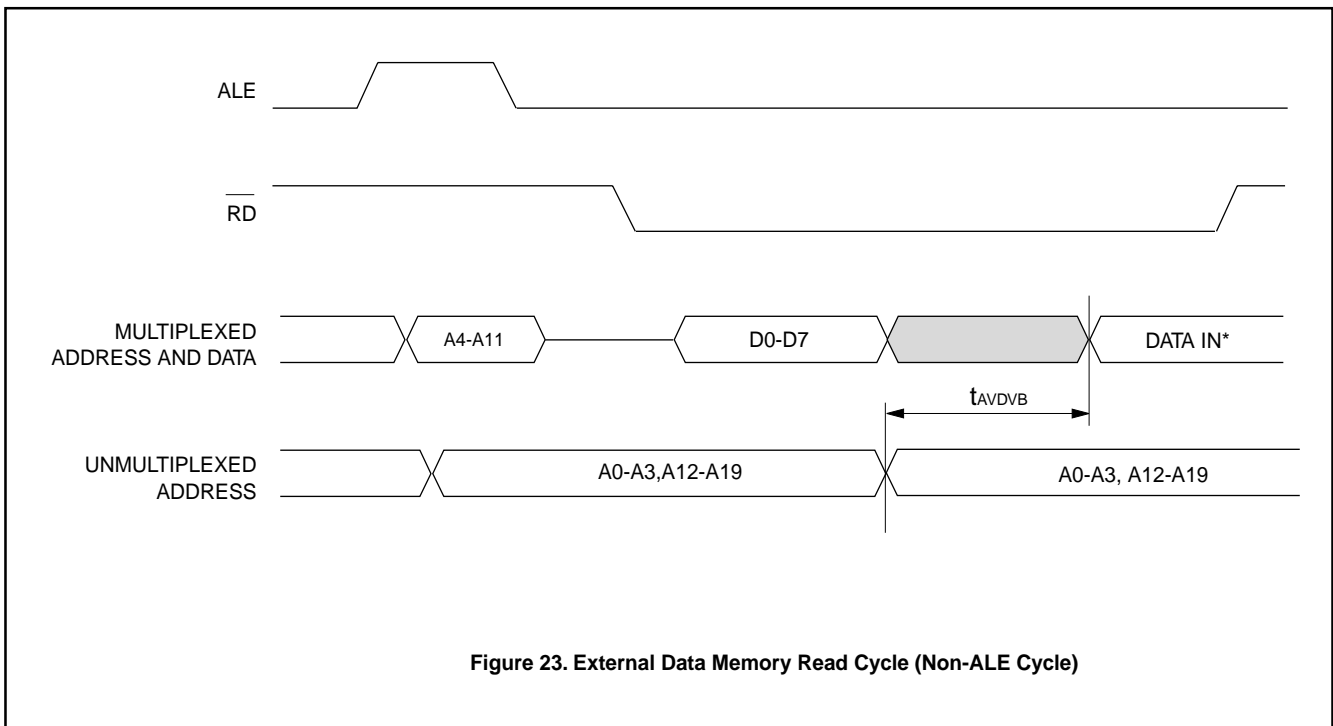 ALE
RD
MULTIPLEXED
ADDRESS AND DATA
A4-A11
D0-D7
DATA IN*
tAVDVB
UNMULTIPLEXED
ADDRESS
A0-A3,A12-A19
A0-A3, A12-A19
Figure 23. External Data Memory Read Cycle (Non-ALE Cycle)